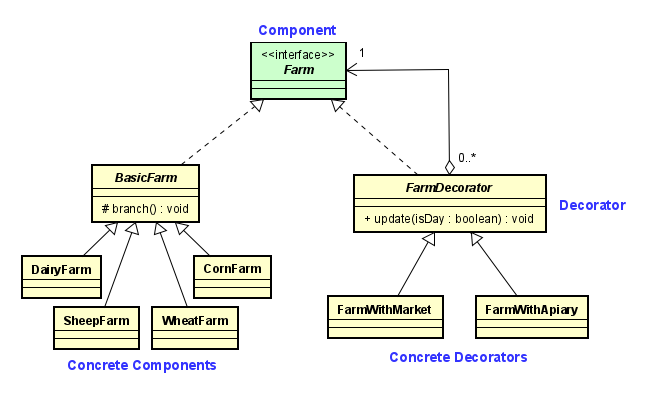 Component
<<interface>>
Farm
1
0..*
BasicFarm
# branch() : void
FarmDecorator
+ update(isDay : boolean) : void
Decorator
DairyFarm
CornFarm
SheepFarm
WheatFarm
FarmWithMarket
FarmWithApiary
Concrete Components
Concrete Decorators